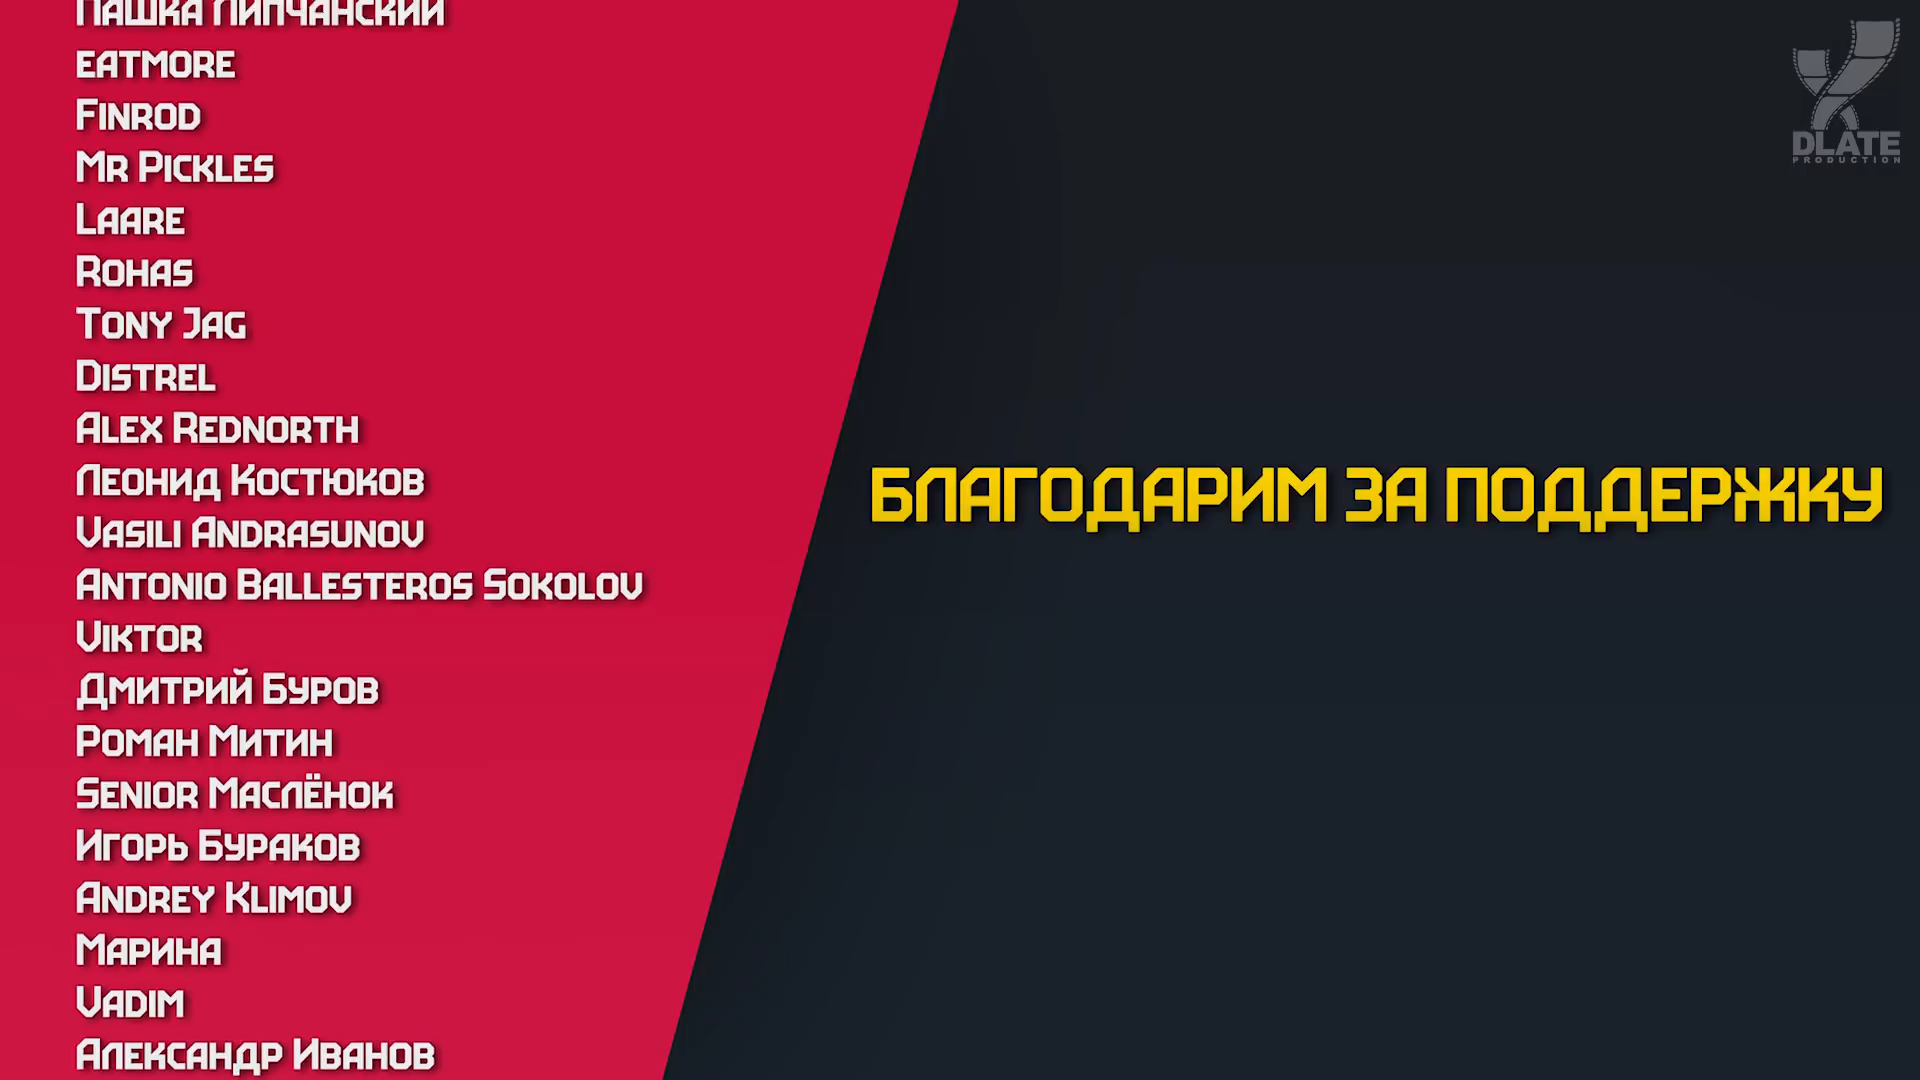 Пашка Липчанский
eatmore
Finrod
Mr Pickles
Laare
Rohas
Tony Jag
Distrel
Alex Rednorth
Леонид Костюков
Vasili Andrasunov
Antonio Ballesteros Sokolov
Viktor
Дмитрий Буров
Роман Митин
Senior Маслёнок
Игорь Бураков
Andrey Klimov
Марина
Vadim
Александр Иванов
БЛАГОДАРИМ ЗА ПОДДЕРЖКУ
DLATE
PRODUCTION